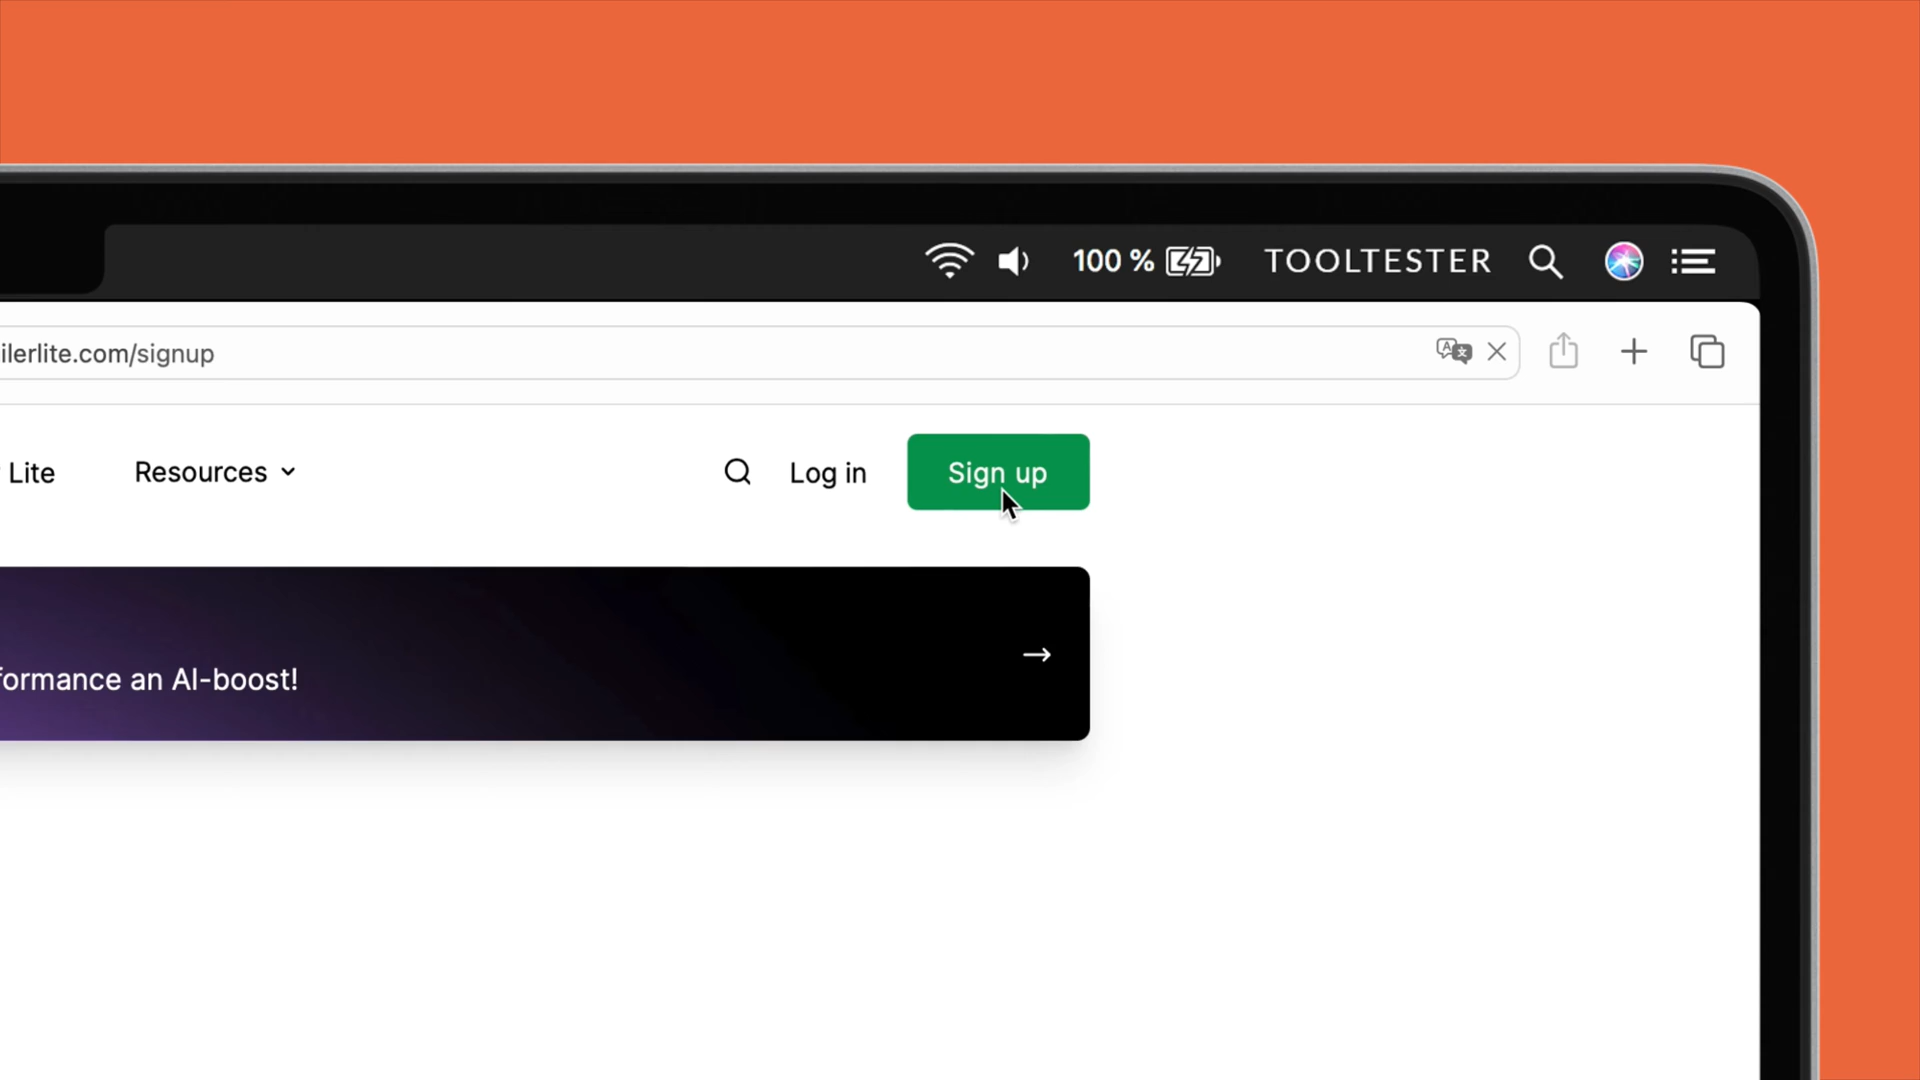 100 % TOOLTESTER
ilerlite.com/signup
Lite Resources Log in Sign up
formance an AI-boost!